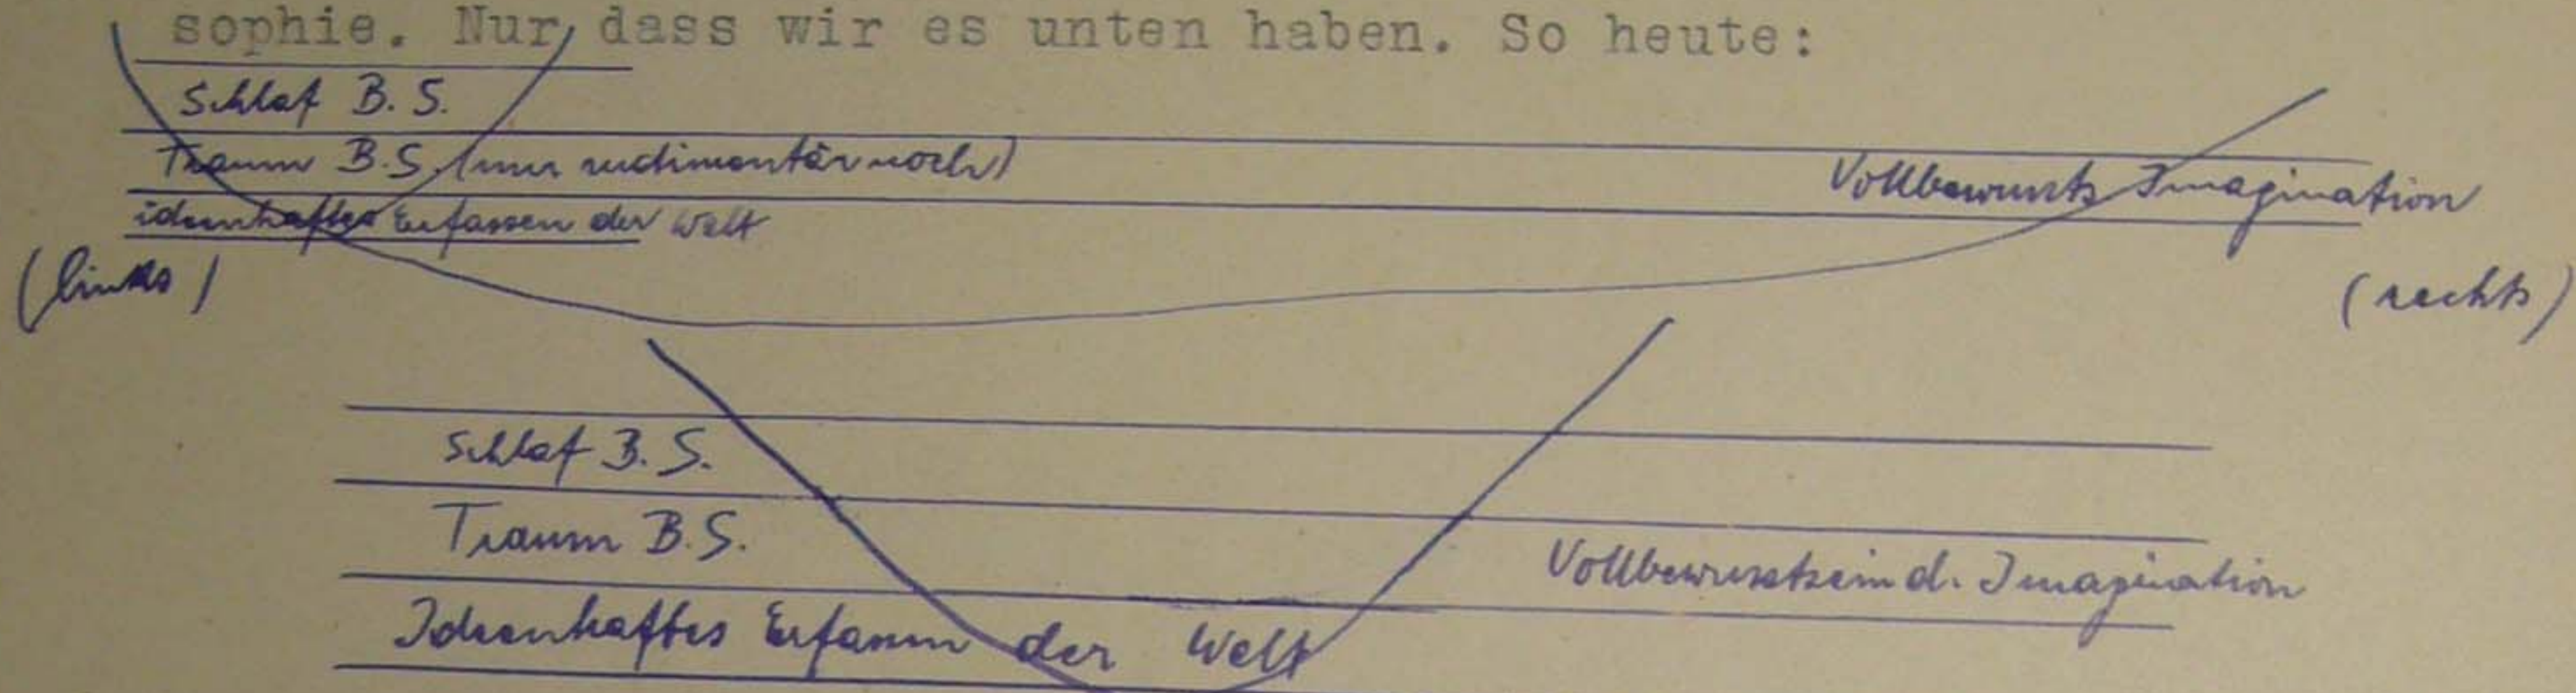 sophie. Nur, dass wir es unten haben. So heute:
Schlaf B. S.
Traum B.S. (nur rudimentär noch)
Vollbewussts Imagination
ideenhaftes Erfassen der Welt
(links)
(rechts)
Schlaf B. S.
Traum B. S.
Vollbewusstsein d. Imagination
Ideenhaftes Erfassen der Welt